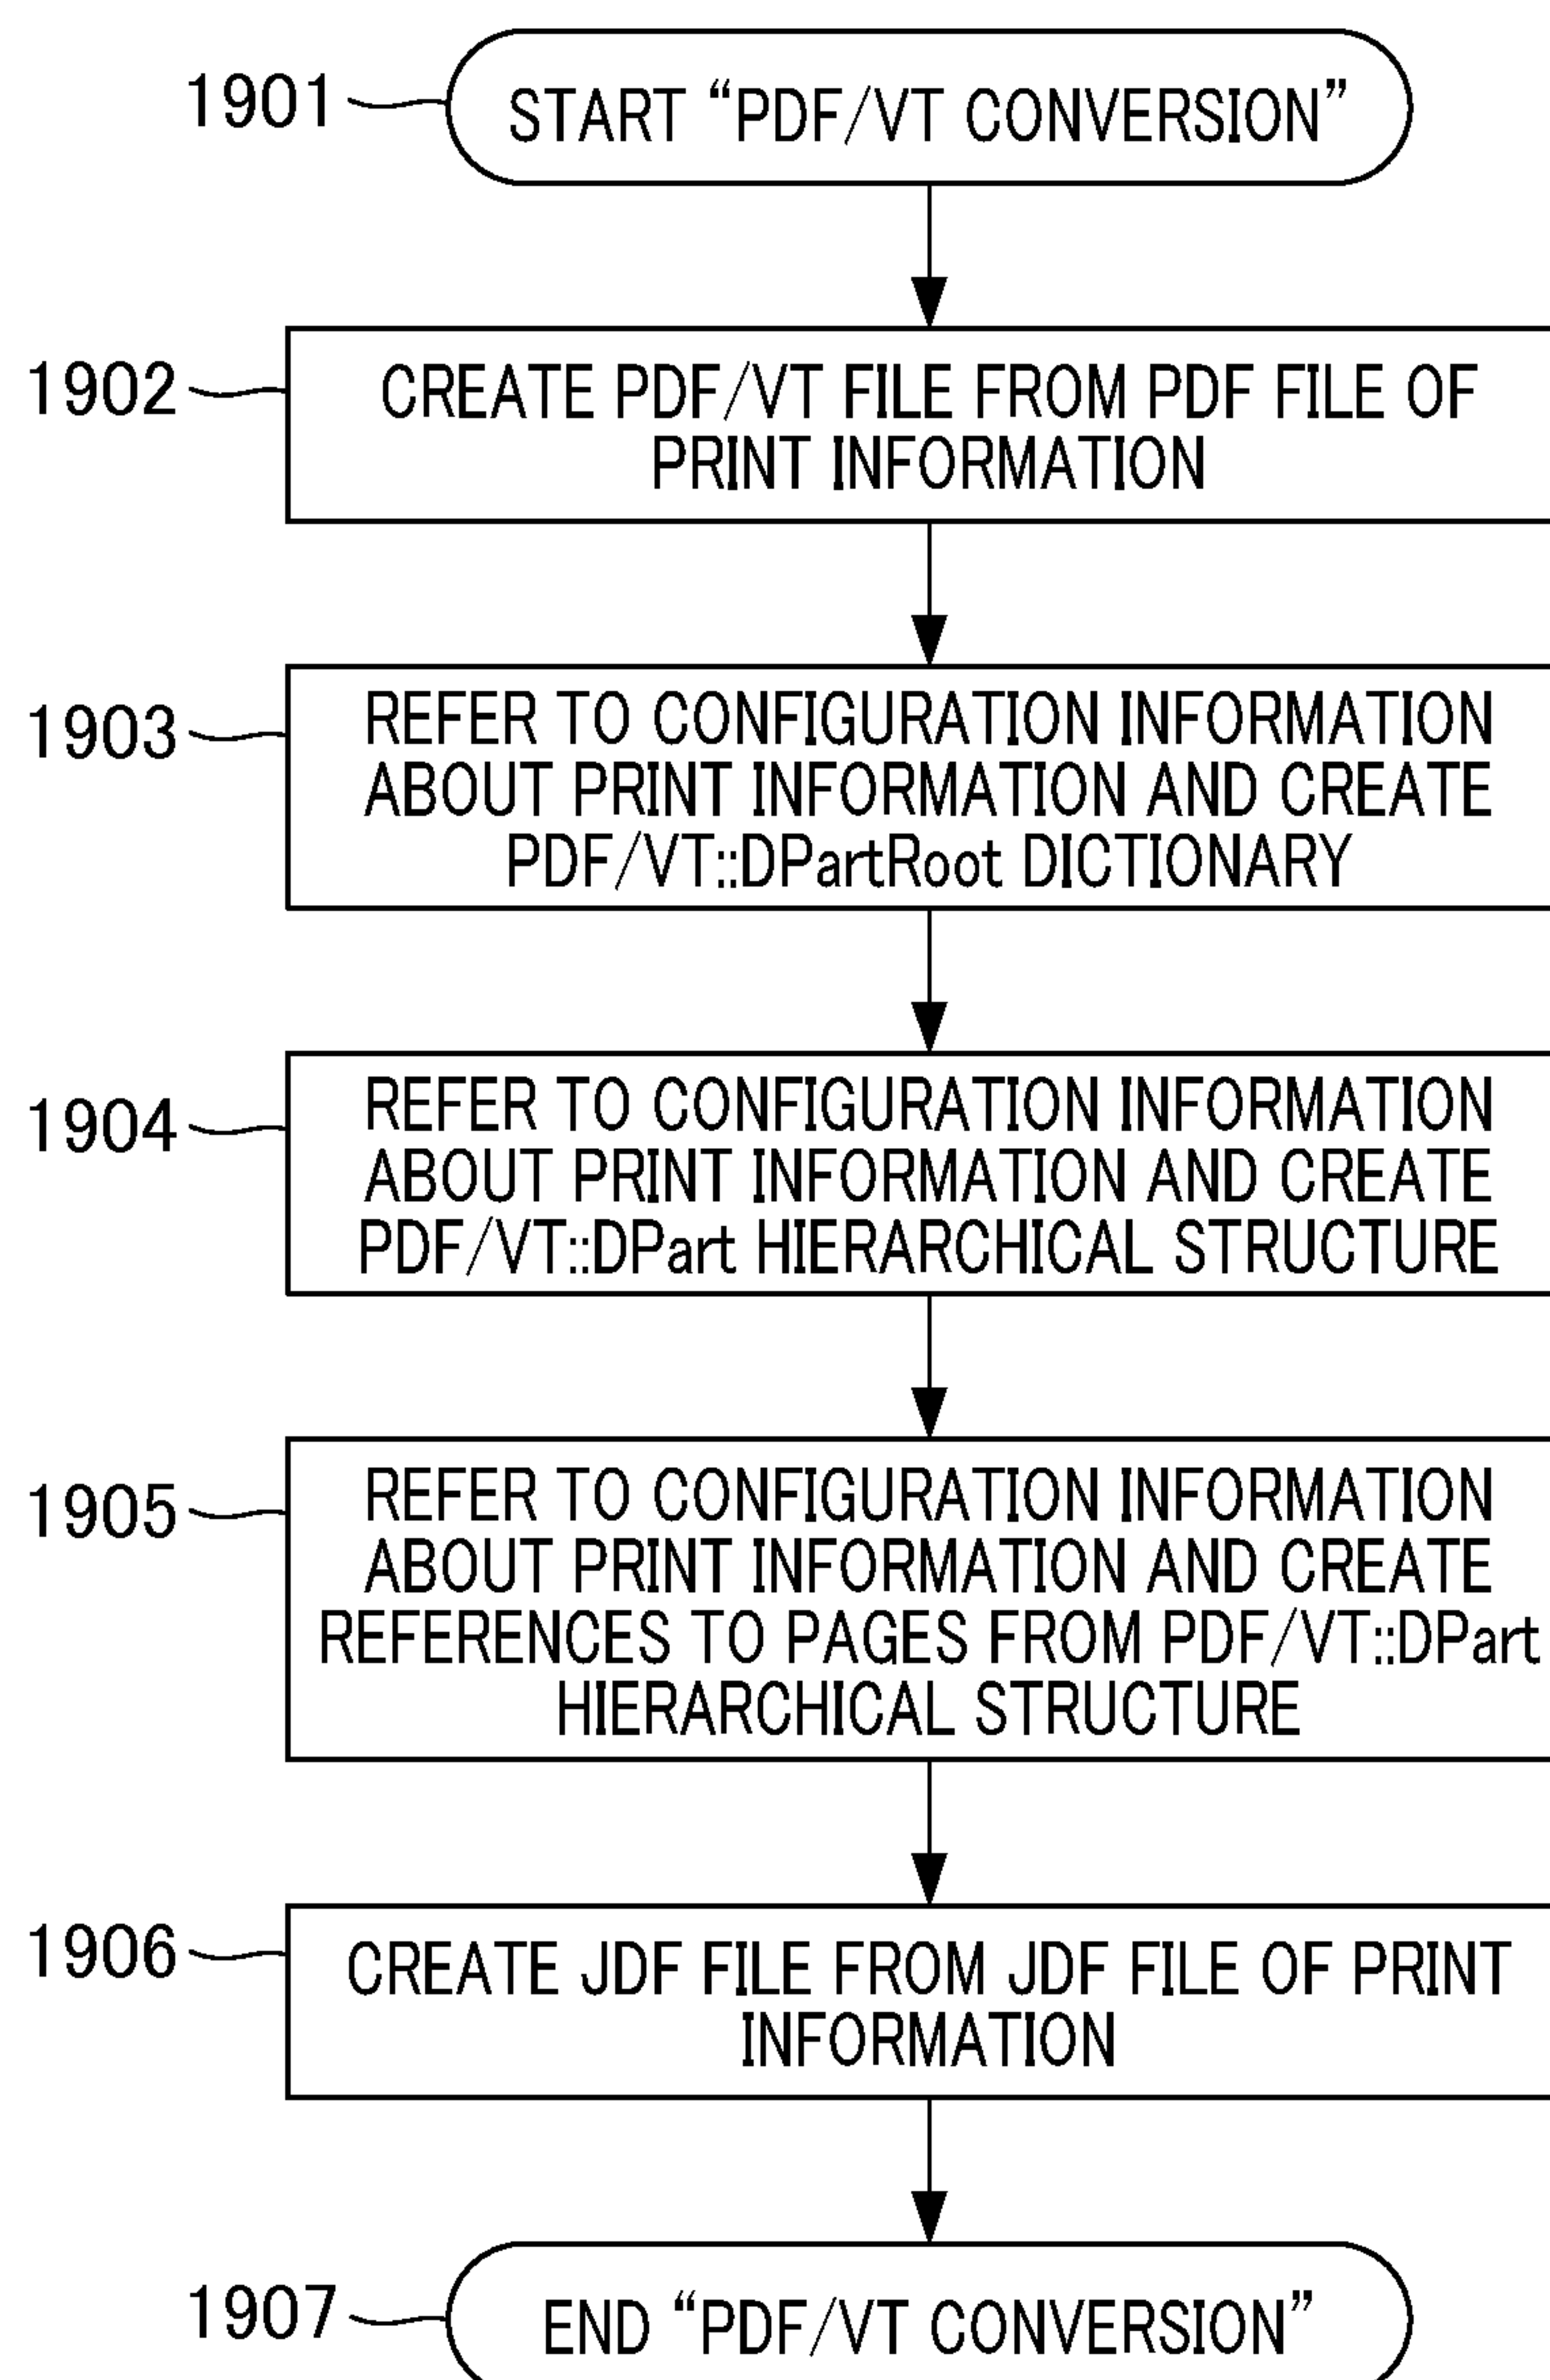 1901
START “PDF/VT CONVERSION”
1902
CREATE PDF/VT FILE FROM PDF FILE OF
PRINT INFORMATION
1903
REFER TO CONFIGURATION INFORMATION
ABOUT PRINT INFORMATION AND CREATE
PDF/VT::DPartRoot DICTIONARY
1904
REFER TO CONFIGURATION INFORMATION
ABOUT PRINT INFORMATION AND CREATE
PDF/VT::DPart HIERARCHICAL STRUCTURE
1905
REFER TO CONFIGURATION INFORMATION
ABOUT PRINT INFORMATION AND CREATE
REFERENCES TO PAGES FROM PDF/VT::DPart
HIERARCHICAL STRUCTURE
1906
CREATE JDF FILE FROM JDF FILE OF PRINT
INFORMATION
1907
END “PDF/VT CONVERSION”